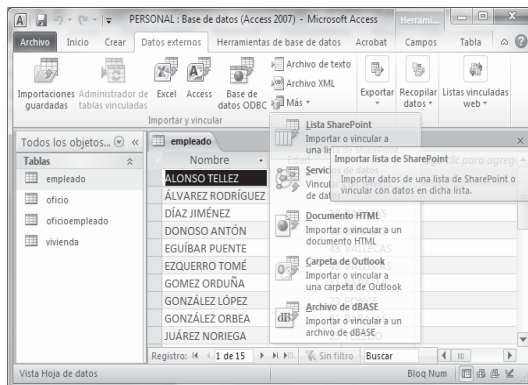 PERSONAL : Base de datos (Access 2007) - Microsoft Access
Herrami...
Archivo Inicio Crear Datos externos Herramientas de base de datos Acrobat Campos Tabla
Importaciones guardadas
Administrador de tablas vinculadas
Excel
Access
Base de datos ODBC
Archivo de texto
Archivo XML
Más
Exportar
Recopilar datos
Listas vinculadas web
Importar y vincular
Todos los objetos...
Tablas
empleado
oficio
oficioempleado
vivienda
empleado
Nombre
Edad
ALONSO TELLEZ
ÁLVAREZ RODRÍGUEZ
DÍAZ JIMÉNEZ
DONOSO ANTÓN
EGUÍBAR PUENTE
EZQUERRO TOMÉ
GOMEZ ORDUÑA
GONZÁLEZ LÓPEZ
GONZÁLEZ ORBEA
JUÁREZ NORIEGA
Lista SharePoint
Importar o vincular a
una lista
Importar lista de SharePoint
Importar datos de una lista de SharePoint o
vincular con datos en dicha lista.
Documento HTML
Importar o vincular a un
documento HTML
Carpeta de Outlook
Importar o vincular a
una carpeta de Outlook
Archivo de dBASE
Importar o vincular a un
archivo de dBASE
Registro: 1 de 15 Sin filtro Buscar
Vista Hoja de datos
Bloq Num